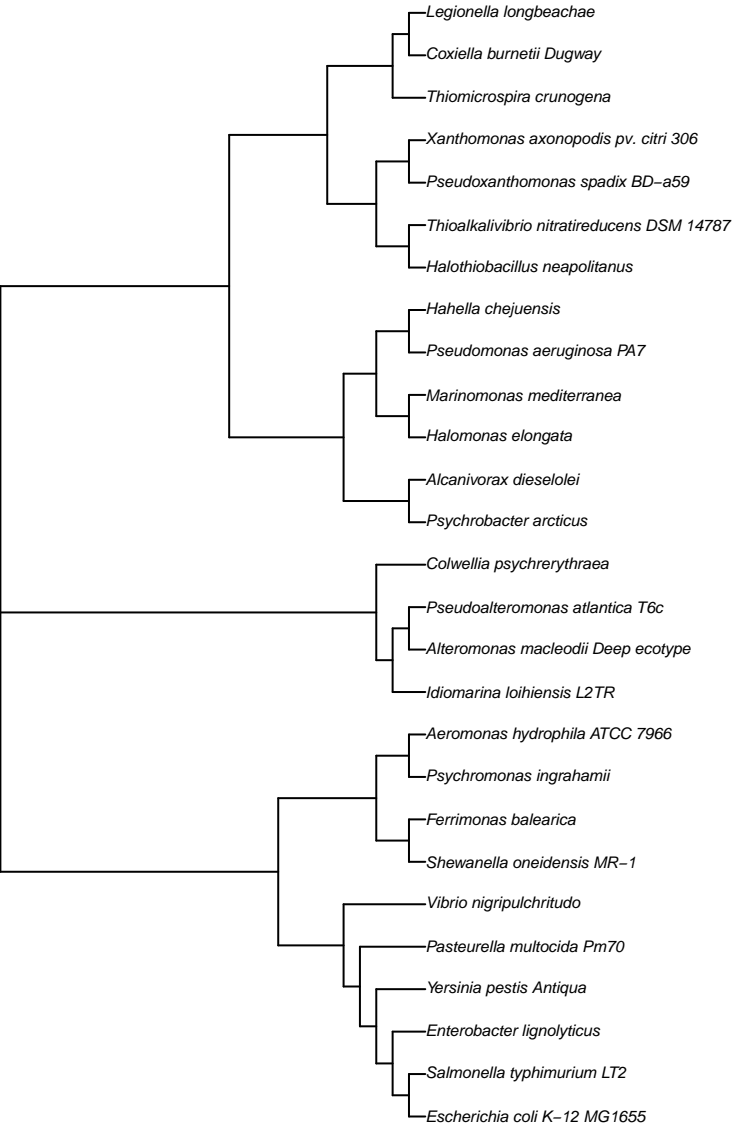 Legionella longbeachae
Coxiella burnetii Dugway
Thiomicrospira crunogena
Xanthomonas axonopodis pv. citri 306
Pseudoxanthomonas spadix BD−a59
Thioalkalivibrio nitratireducens DSM 14787
Halothiobacillus neapolitanus
Hahella chejuensis
Pseudomonas aeruginosa PA7
Marinomonas mediterranea
Halomonas elongata
Alcanivorax dieselolei
Psychrobacter arcticus
Colwellia psychrerythraea
Pseudoalteromonas atlantica T6c
Alteromonas macleodii Deep ecotype
Idiomarina loihiensis L2TR
Aeromonas hydrophila ATCC 7966
Psychromonas ingrahamii
Ferrimonas balearica
Shewanella oneidensis MR−1
Vibrio nigripulchritudo
Pasteurella multocida Pm70
Yersinia pestis Antiqua
Enterobacter lignolyticus
Salmonella typhimurium LT2
Escherichia coli K−12 MG1655